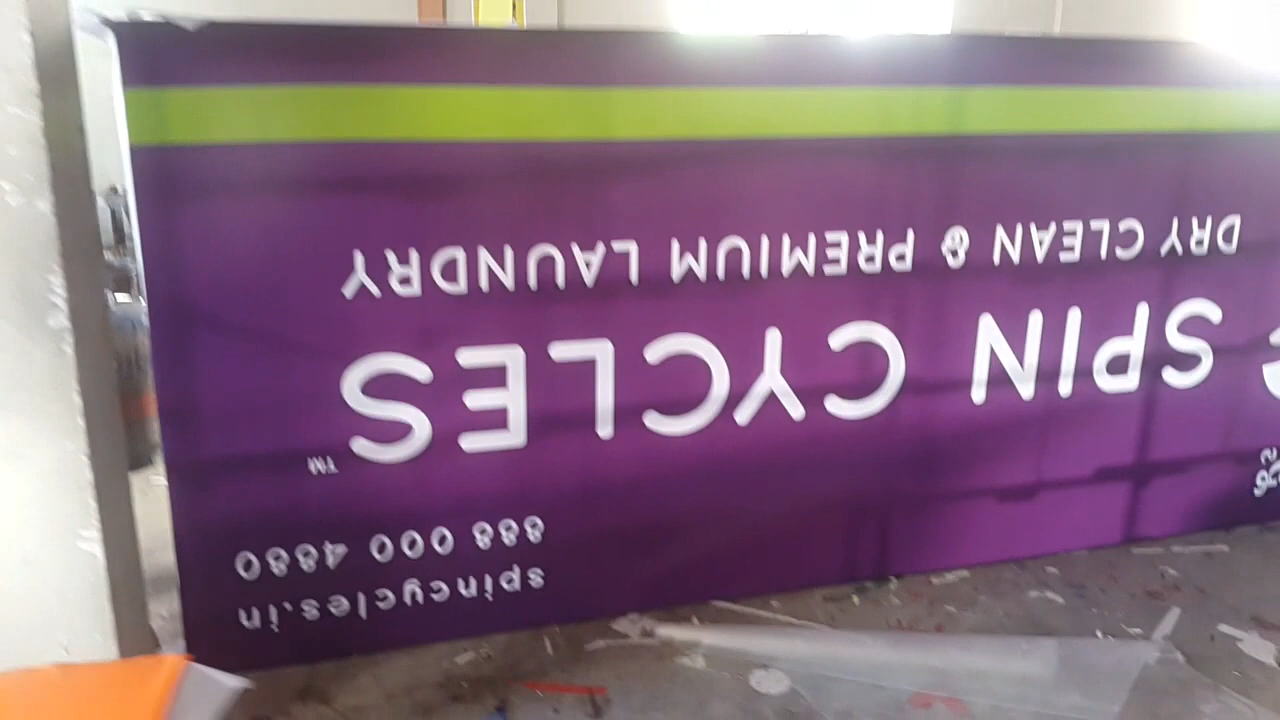 spincycles.in
888 000 4880
SPIN CYCLES ™
DRY CLEAN & PREMIUM LAUNDRY